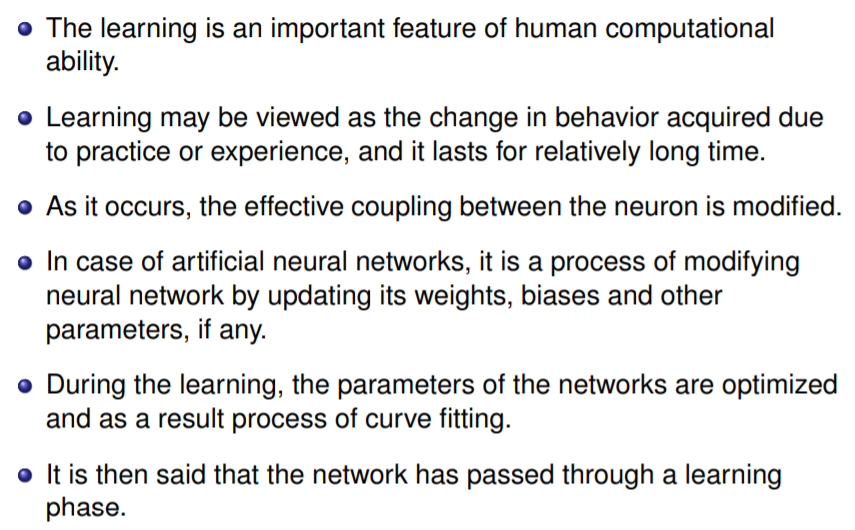 The learning is an important feature of human computational
ability.
Learning may be viewed as the change in behavior acquired due
to practice or experience, and it lasts for relatively long time.
As it occurs, the effective coupling between the neuron is modified.
In case of artificial neural networks, it is a process of modifying
neural network by updating its weights, biases and other
parameters, if any.
During the learning, the parameters of the networks are optimized
and as a result process of curve fitting.
It is then said that the network has passed through a learning
phase.